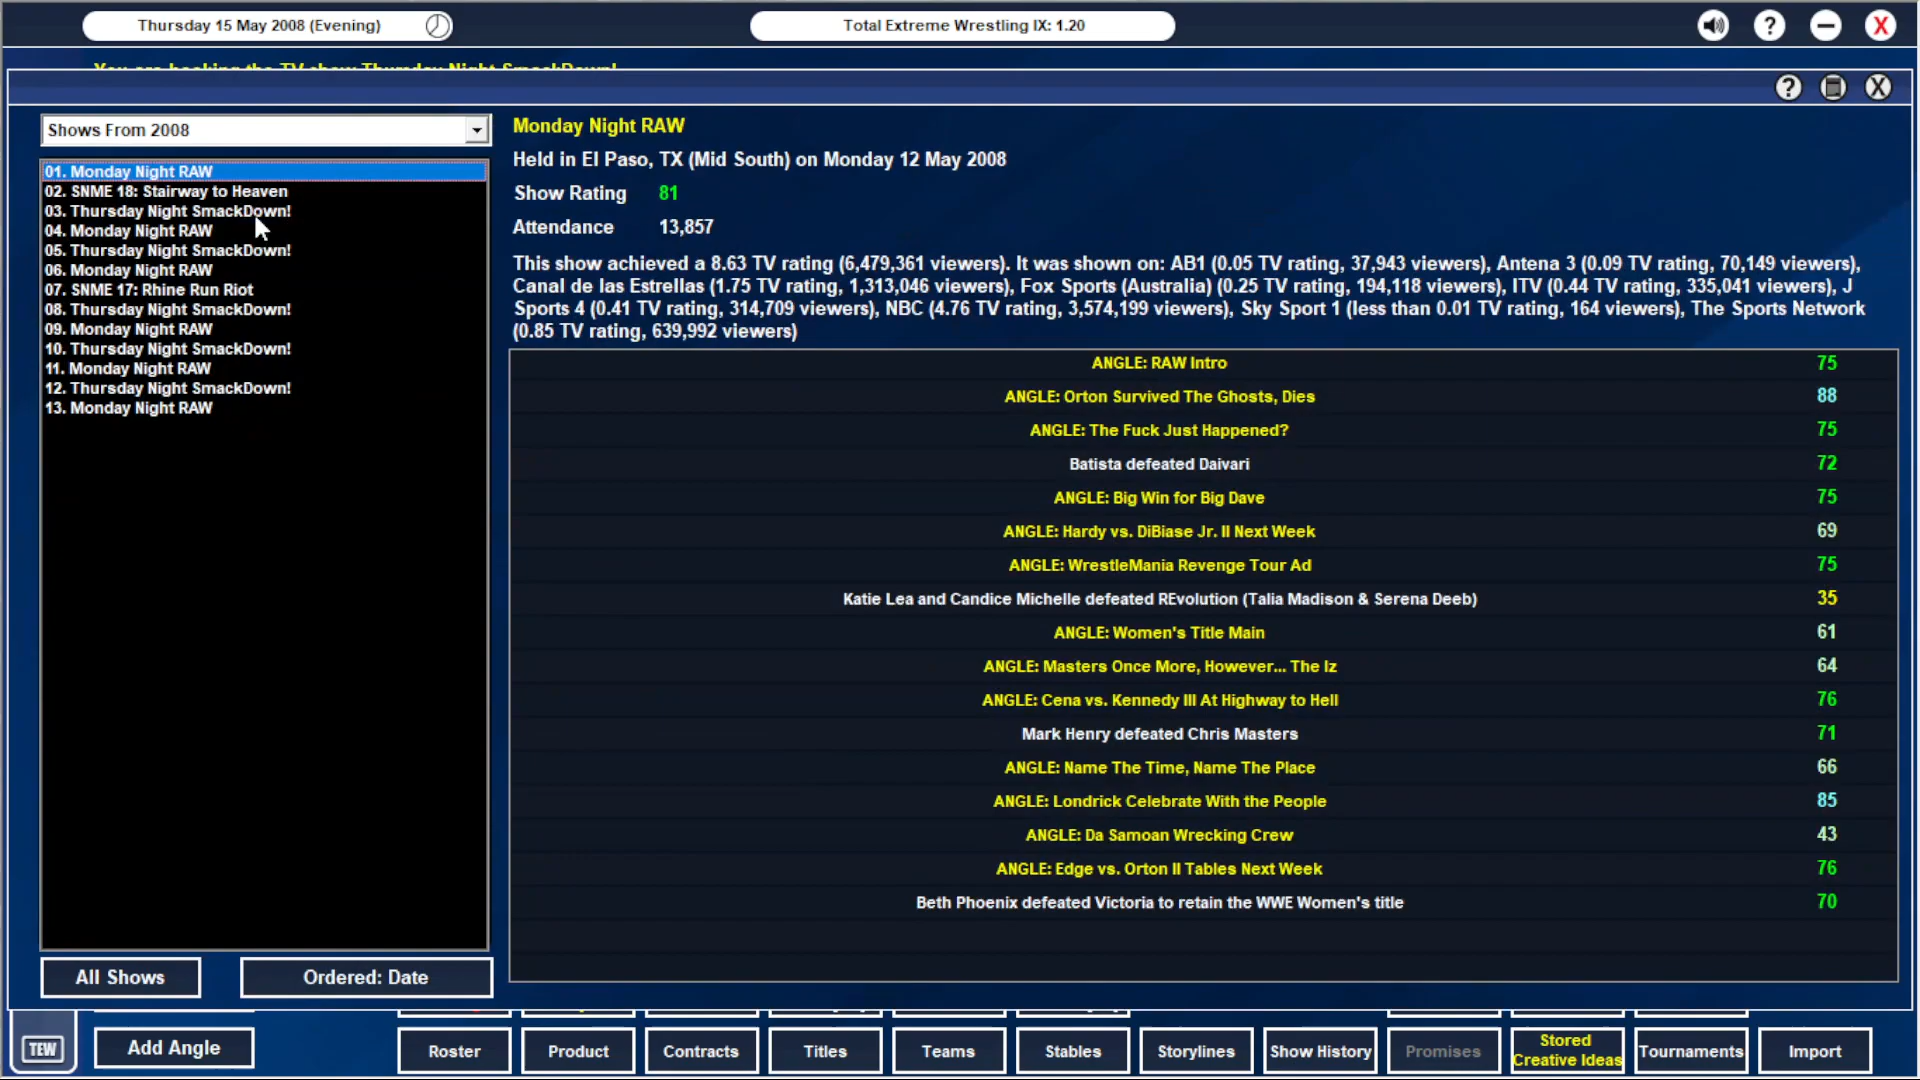 Thursday 15 May 2008 (Evening)
Total Extreme Wrestling IX: 1.20
? X
You are booking the TV show Thursday Night SmackDown!
? X
Shows From 2008
01. Monday Night RAW
02. SNME 18: Stairway to Heaven
03. Thursday Night SmackDown!
04. Monday Night RAW
05. Thursday Night SmackDown!
06. Monday Night RAW
07. SNME 17: Rhine Run Riot
08. Thursday Night SmackDown!
09. Monday Night RAW
10. Thursday Night SmackDown!
11. Monday Night RAW
12. Thursday Night SmackDown!
13. Monday Night RAW
All Shows
Ordered: Date
Monday Night RAW
Held in El Paso, TX (Mid South) on Monday 12 May 2008
Show Rating 81
Attendance 13,857
This show achieved a 8.63 TV rating (6,479,361 viewers). It was shown on: AB1 (0.05 TV rating, 37,943 viewers), Antena 3 (0.09 TV rating, 70,149 viewers),
Canal de las Estrellas (1.75 TV rating, 1,313,046 viewers), Fox Sports (Australia) (0.25 TV rating, 194,118 viewers), ITV (0.44 TV rating, 335,041 viewers), J
Sports 4 (0.41 TV rating, 314,709 viewers), NBC (4.76 TV rating, 3,574,199 viewers), Sky Sport 1 (less than 0.01 TV rating, 164 viewers), The Sports Network
(0.85 TV rating, 639,992 viewers)
ANGLE: RAW Intro 75
ANGLE: Orton Survived The Ghosts, Dies 88
ANGLE: The Fuck Just Happened? 75
Batista defeated Daivari 72
ANGLE: Big Win for Big Dave 75
ANGLE: Hardy vs. DiBiase Jr. II Next Week 69
ANGLE: WrestleMania Revenge Tour Ad 75
Katie Lea and Candice Michelle defeated REvolution (Talia Madison & Serena Deeb) 35
ANGLE: Women's Title Main 61
ANGLE: Masters Once More, However... The Iz 64
ANGLE: Cena vs. Kennedy III At Highway to Hell 76
Mark Henry defeated Chris Masters 71
ANGLE: Name The Time, Name The Place 66
ANGLE: Londrick Celebrate With the People 85
ANGLE: Da Samoan Wrecking Crew 43
ANGLE: Edge vs. Orton II Tables Next Week 76
Beth Phoenix defeated Victoria to retain the WWE Women's title 70
TEW
Add Angle
Roster
Product
Contracts
Titles
Teams
Stables
Storylines
Show History
Promises
Stored
Creative Ideas
Tournaments
Import